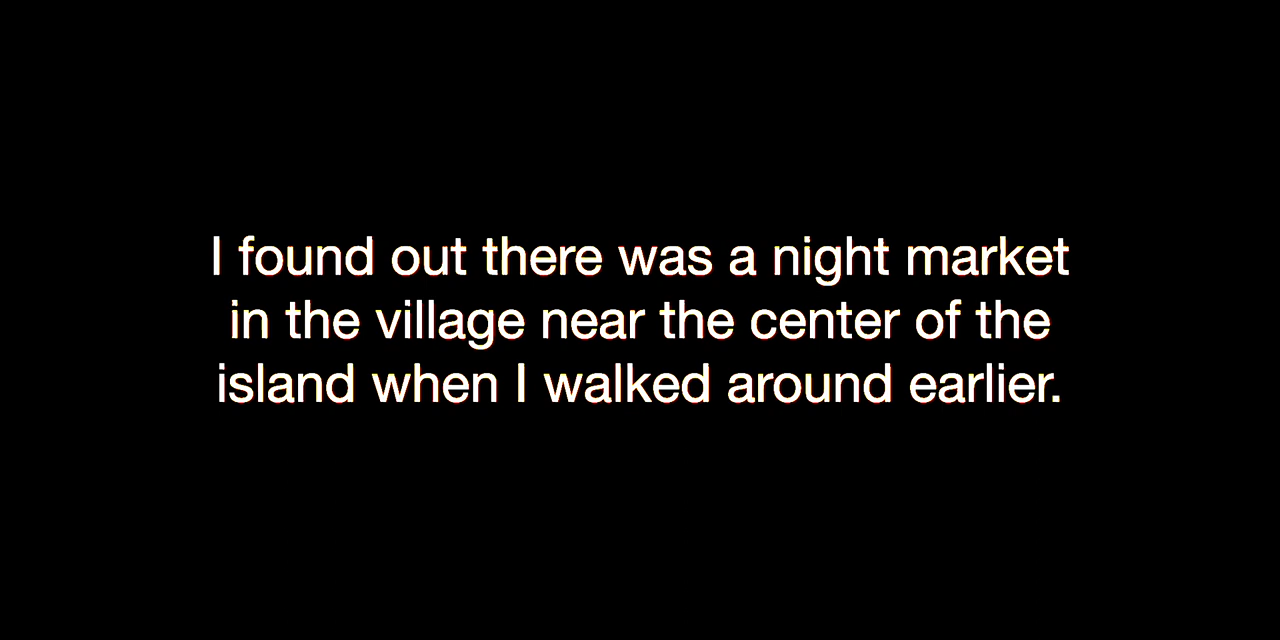 I found out there was a night market
in the village near the center of the
island when I walked around earlier.